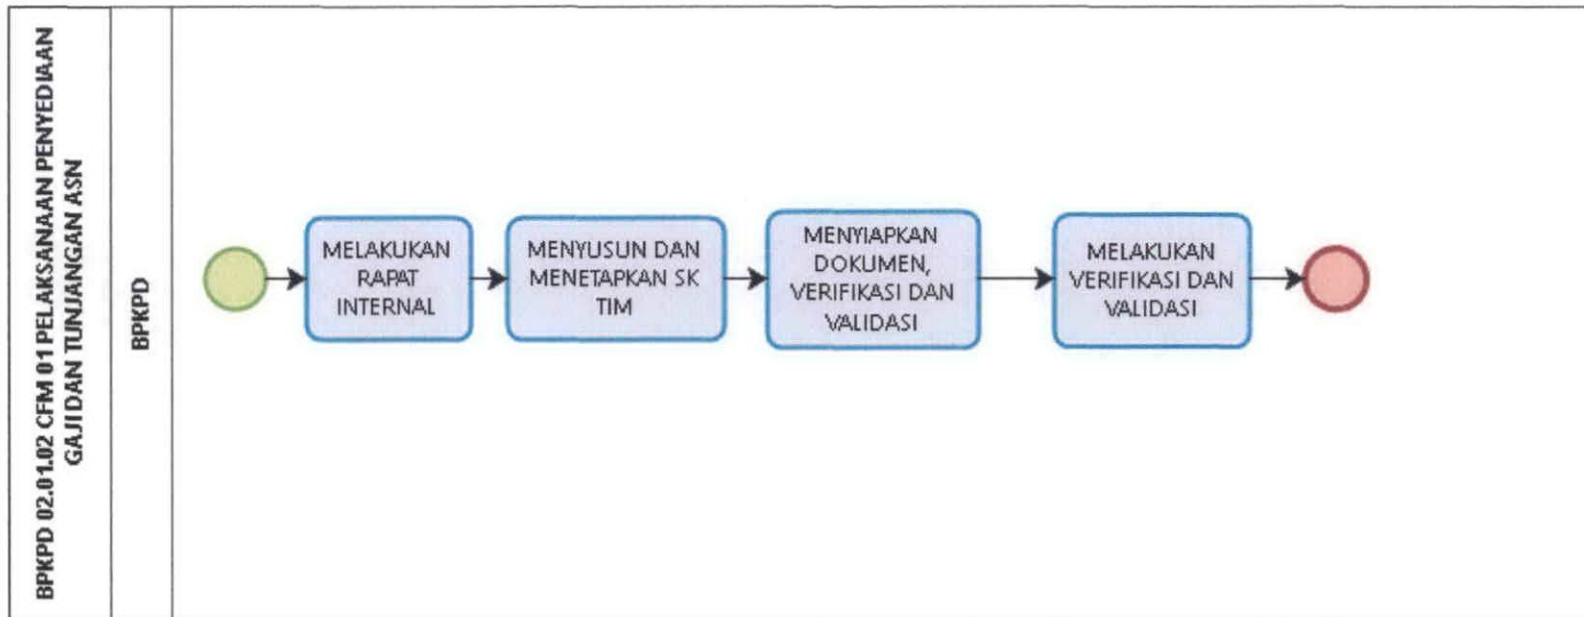 BPKPD 02.01.02 CFM 01 PELAKSANAAN PENYEDIAAN
GAJI DAN TUNJANGAN ASN
BPKPD
MELAKUKAN
RAPAT
INTERNAL
MENYUSUN DAN
MENETAPKAN SK
TIM
MENYIAPKAN
DOKUMEN,
VERIFIKASI DAN
VALIDASI
MELAKUKAN
VERIFIKASI DAN
VALIDASI